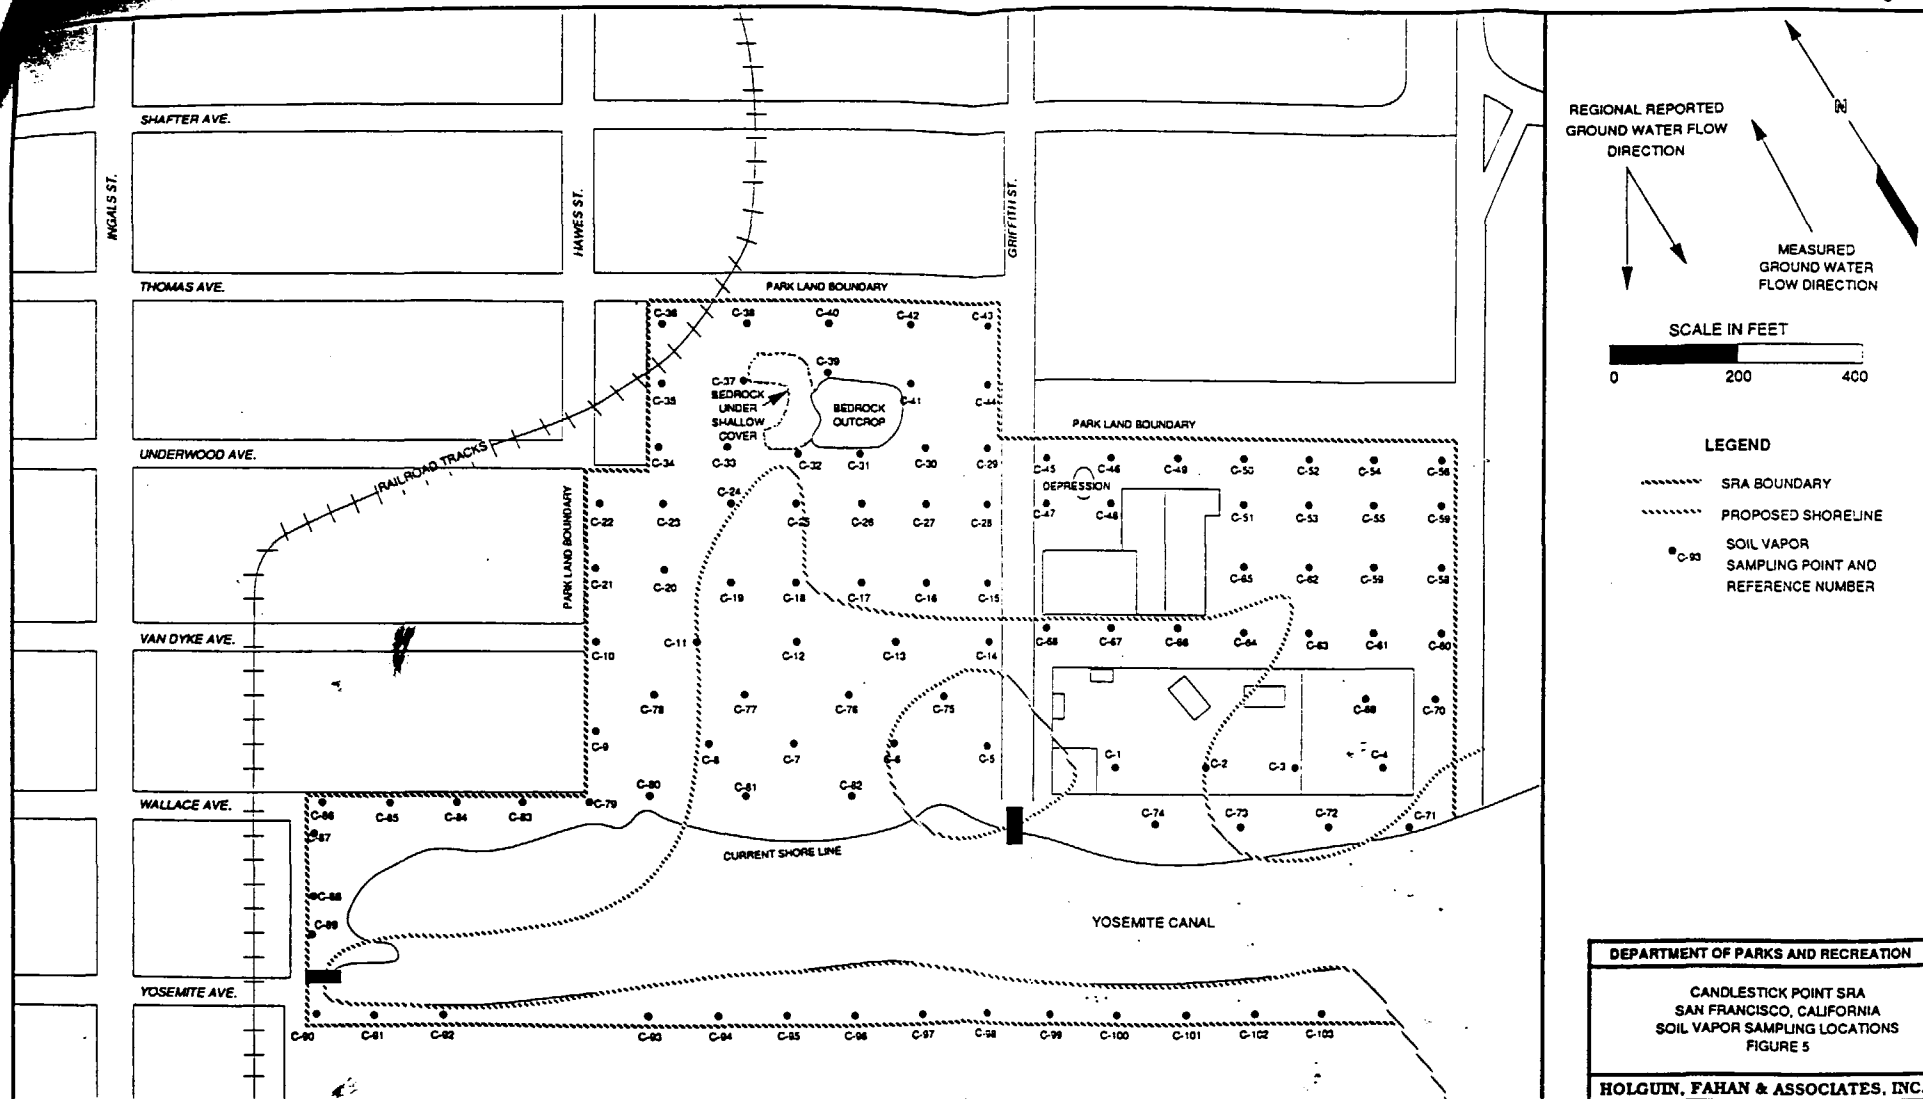 SHAFTER AVE.
INGALS ST.
HAWES ST.
GRIFFITH ST.
THOMAS AVE.
PARK LAND BOUNDARY
C-36
C-38
C-40
C-42
C-43
C-39
C-37
BEDROCK
UNDER
SHALLOW
COVER
BEDROCK
OUTCROP
C-35
C-41
C-44
PARK LAND BOUNDARY
UNDERWOOD AVE.
RAILROAD TRACKS
C-34
C-33
C-32
C-31
C-30
C-29
C-45
C-46
C-49
C-50
C-52
C-54
C-56
DEPRESSION
PARK LAND BOUNDARY
C-22
C-23
C-24
C-25
C-26
C-27
C-28
C-47
C-48
C-51
C-53
C-55
C-59
C-21
C-20
C-19
C-18
C-17
C-16
C-15
C-65
C-62
C-59
C-58
VAN DYKE AVE.
C-10
C-11
C-12
C-13
C-14
C-68
C-67
C-66
C-64
C-63
C-61
C-60
C-78
C-77
C-76
C-75
C-69
C-70
C-9
C-8
C-7
C-6
C-5
C-1
C-2
C-3
C-4
WALLACE AVE.
C-86
C-85
C-84
C-83
C-79
C-80
C-81
C-82
C-74
C-73
C-72
C-71
C-87
CURRENT SHORE LINE
C-88
C-89
YOSEMITE CANAL
YOSEMITE AVE.
C-90
C-91
C-92
C-93
C-94
C-95
C-96
C-97
C-98
C-99
C-100
C-101
C-102
C-103
N
REGIONAL REPORTED
GROUND WATER FLOW
DIRECTION
MEASURED
GROUND WATER
FLOW DIRECTION
SCALE IN FEET
0 200 400
LEGEND
SRA BOUNDARY
PROPOSED SHORELINE
C-93
SOIL VAPOR
SAMPLING POINT AND
REFERENCE NUMBER
DEPARTMENT OF PARKS AND RECREATION
CANDLESTICK POINT SRA
SAN FRANCISCO, CALIFORNIA
SOIL VAPOR SAMPLING LOCATIONS
FIGURE 5
HOLGUIN, FAHAN & ASSOCIATES, INC.